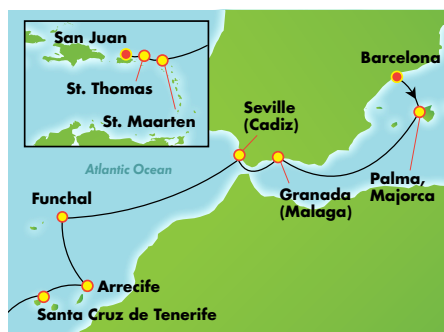 San Juan
St. Thomas
St. Maarten
Barcelona
Seville
(Cadiz)
Atlantic Ocean
Palma,
Majorca
Granada
(Malaga)
Funchal
Arrecife
Santa Cruz de Tenerife